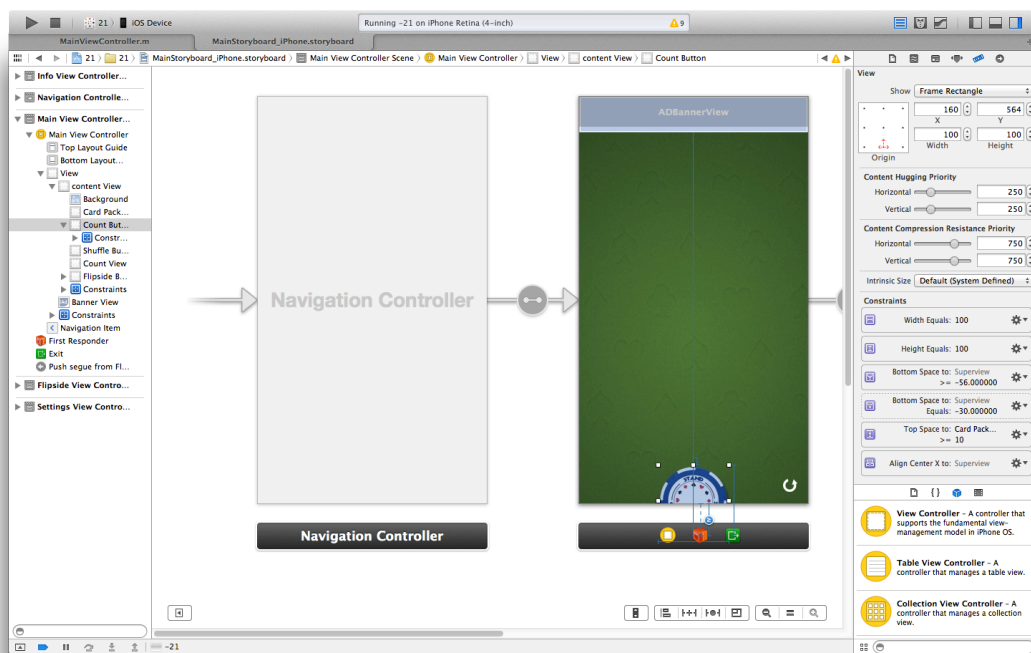 21 〉 iOS Device
Running -21 on iPhone Retina (4-inch)
9
MainViewController.m
MainStoryboard_iPhone.storyboard
21 〉 21 〉 MainStoryboard_iPhone.storyboard 〉 Main View Controller Scene 〉 Main View Controller 〉 View 〉 content View 〉 Count Button
Info View Controller...
Navigation Controlle...
Main View Controller...
Main View Controller
Top Layout Guide
Bottom Layout...
View
content View
Background
Card Pack...
Count But...
Constr...
Shuffle Bu...
Count View
Flipside B...
Constraints
Banner View
Constraints
Navigation Item
First Responder
Exit
Push segue from Fl...
Flipside View Contro...
Settings View Contro...
Navigation Controller
Navigation Controller
ADBannerView
STAND
View
Show Frame Rectangle
160 564
X Y
100 100
Width Height
Origin
Content Hugging Priority
Horizontal 250
Vertical 250
Content Compression Resistance Priority
Horizontal 750
Vertical 750
Intrinsic Size Default (System Defined)
Constraints
Width Equals: 100
Height Equals: 100
Bottom Space to: Superview
>= -56.000000
Bottom Space to: Superview
Equals: -30.000000
Top Space to: Card Pack...
>= 10
Align Center X to: Superview
{}
View Controller - A controller that
supports the fundamental view-
management model in iPhone OS.
Table View Controller - A
controller that manages a table view.
Collection View Controller - A
controller that manages a collection
view.
-21